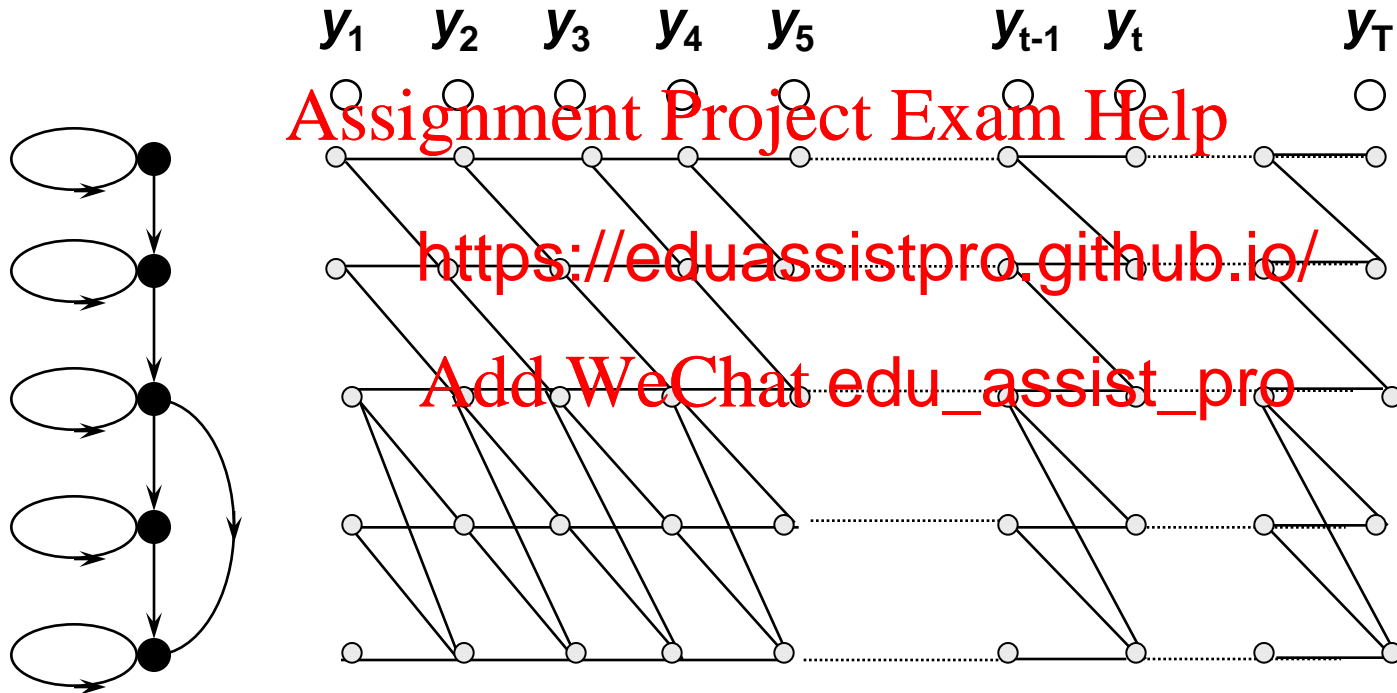 y1 y2 y3 y4 y5 yt-1 yt yT
Assignment Project Exam Help
https://eduassistpro.github.io/
Add WeChat edu_assist_pro